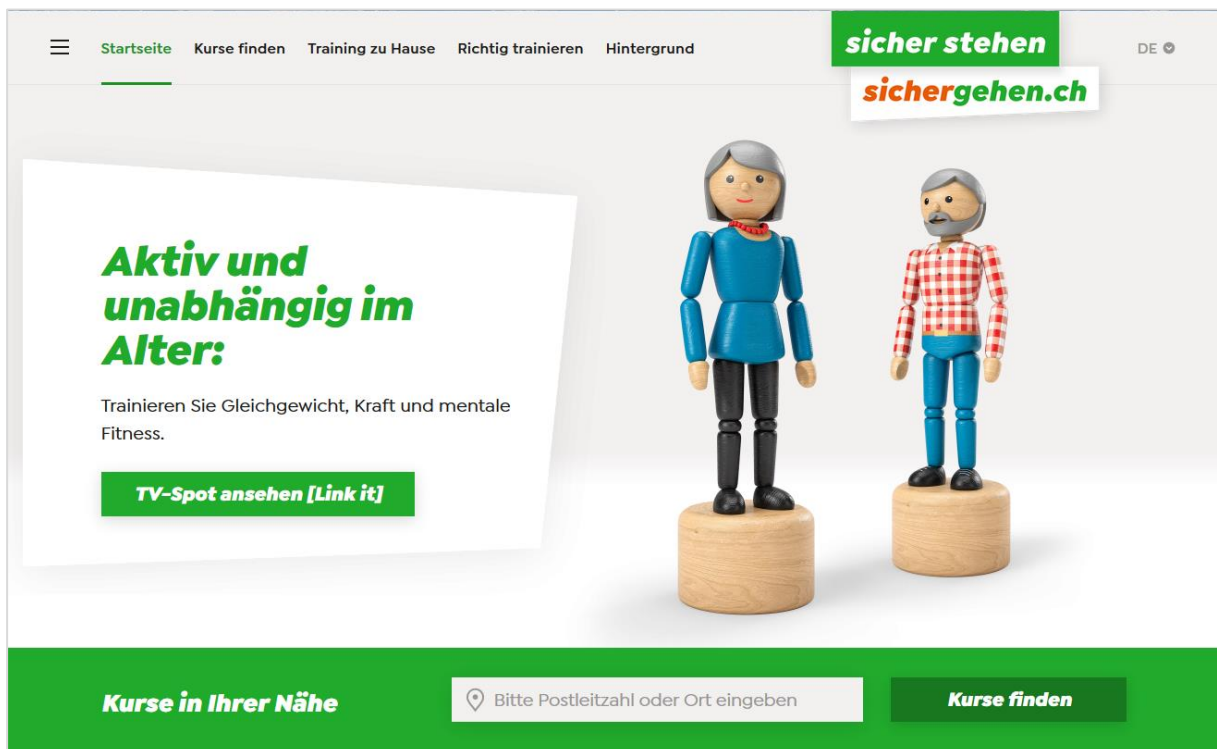 Startseite Kurse finden Training zu Hause Richtig trainieren Hintergrund
sicher stehen
sichergehen.ch
DE
Aktiv und
unabhängig im
Alter:
Trainieren Sie Gleichgewicht, Kraft und mentale
Fitness.
TV-Spot ansehen [Link it]
Kurse in Ihrer Nähe
Bitte Postleitzahl oder Ort eingeben
Kurse finden